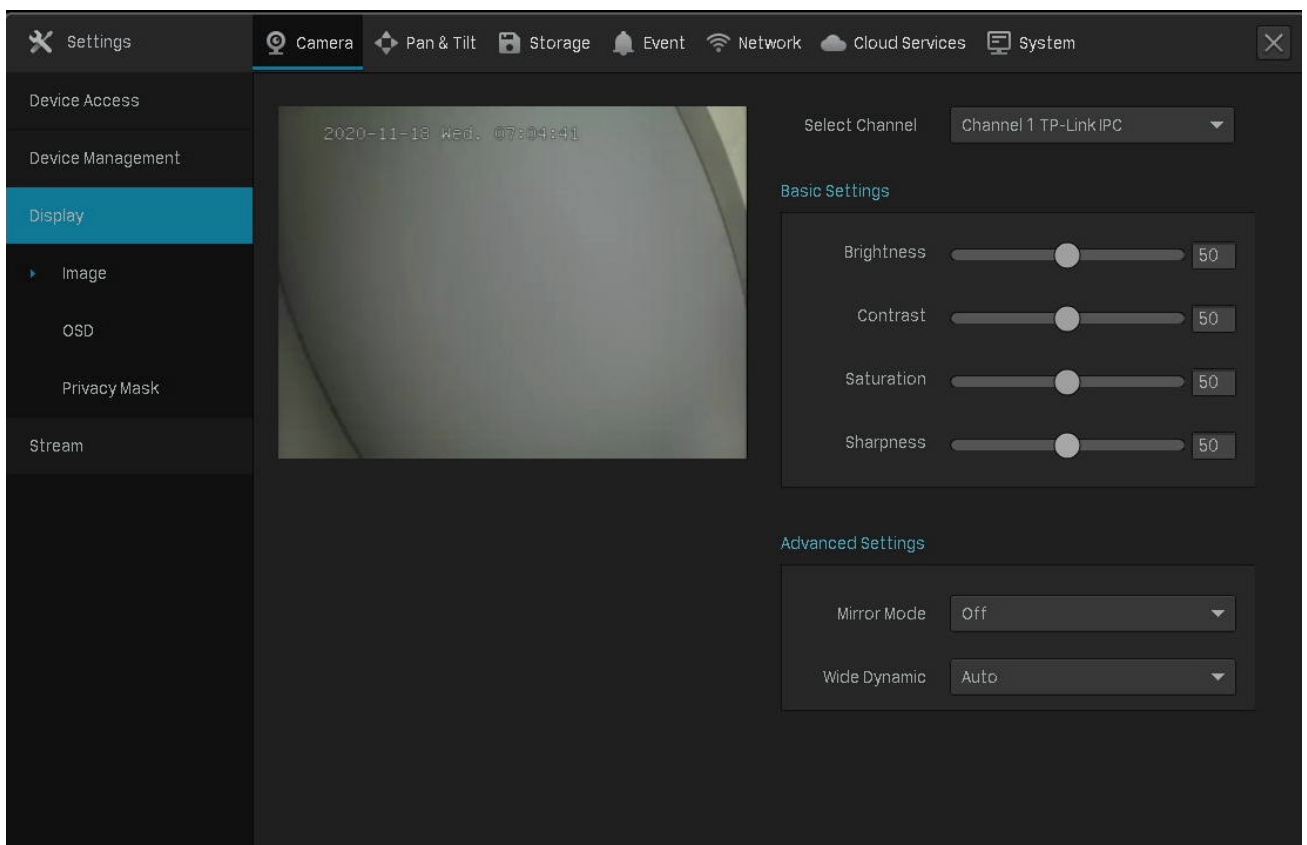 Settings
Camera
Pan & Tilt
Storage
Event
Network
Cloud Services
System
Device Access
Device Management
Display
Image
OSD
Privacy Mask
Stream
2020-11-18 Wed. 07:04:41
Select Channel
Channel 1 TP-Link IPC
Basic Settings
Brightness
50
Contrast
50
Saturation
50
Sharpness
50
Advanced Settings
Mirror Mode
Off
Wide Dynamic
Auto